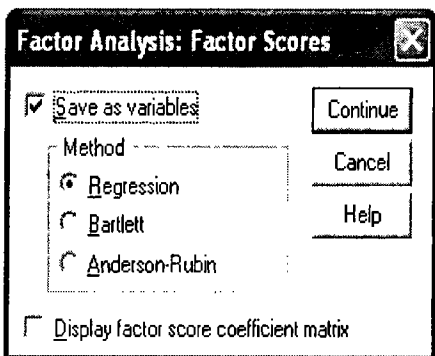 Factor Analysis: Factor Scores
Save as variables
Continue
Method
Cancel
Regression
Help
Bartlett
Anderson-Rubin
Display factor score coefficient matrix